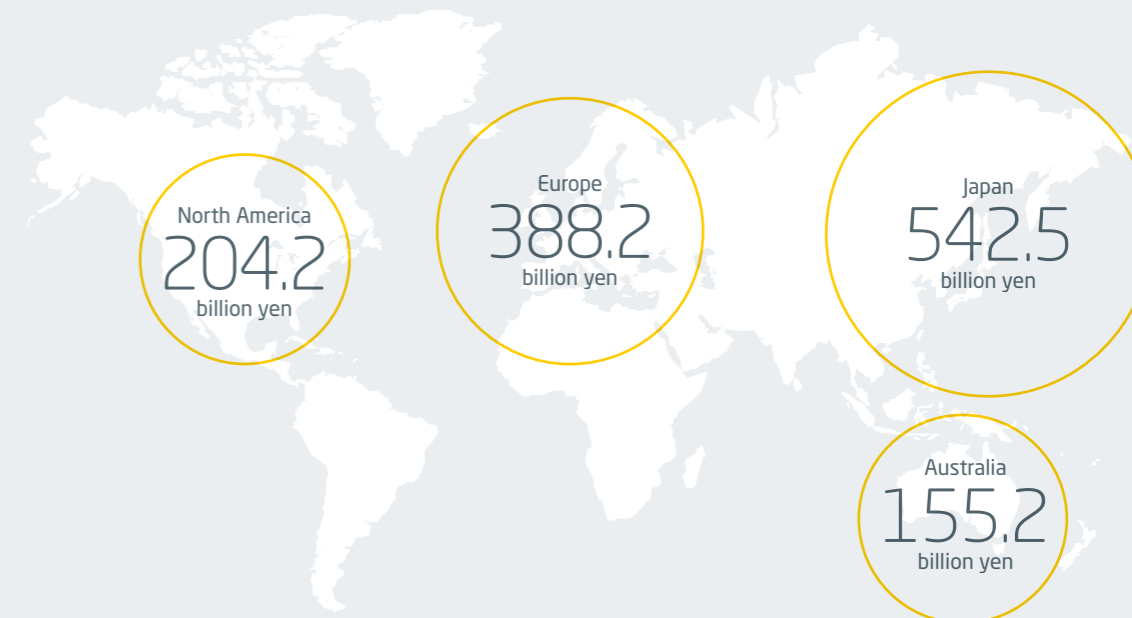 North America
204.2
billion yen
Europe
388.2
billion yen
Japan
542.5
billion yen
Australia
155.2
billion yen